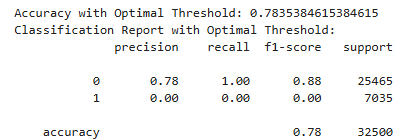 Accuracy with Optimal Threshold: 0.7835384615384615
Classification Report with Optimal Threshold:
precision recall f1-score support
0 0.78 1.00 0.88 25465
1 0.00 0.00 0.00 7035
accuracy 0.78 32500